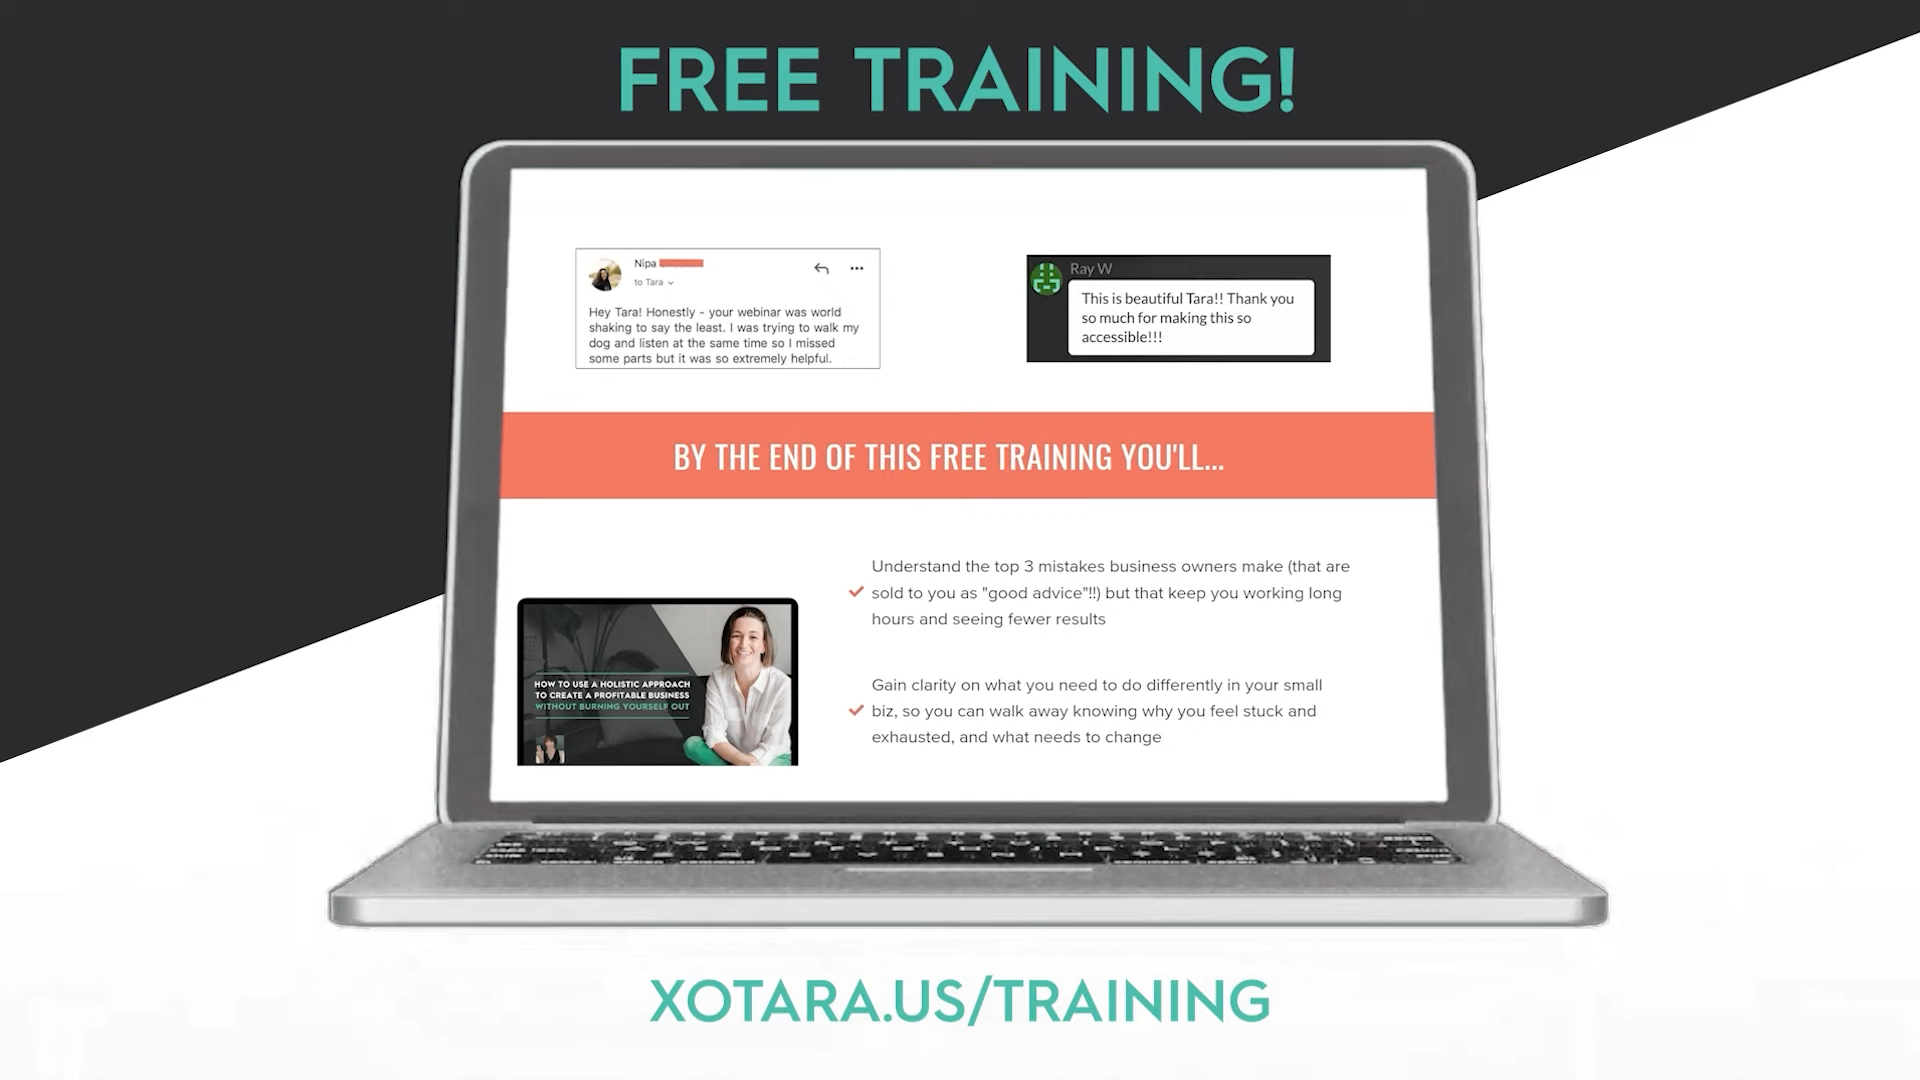 FREE TRAINING!
Nipa
to Tara
Hey Tara! Honestly - your webinar was world
shaking to say the least. I was trying to walk my
dog and listen at the same time so I missed
some parts but it was so extremely helpful.
Ray W
This is beautiful Tara!! Thank you
so much for making this so
accessible!!!
BY THE END OF THIS FREE TRAINING YOU'LL...
HOW TO USE A HOLISTIC APPROACH
TO CREATE A PROFITABLE BUSINESS
WITHOUT BURNING YOURSELF OUT
Understand the top 3 mistakes business owners make (that are
sold to you as "good advice"!!) but that keep you working long
hours and seeing fewer results
Gain clarity on what you need to do differently in your small
biz, so you can walk away knowing why you feel stuck and
exhausted, and what needs to change
XOTARA.US/TRAINING